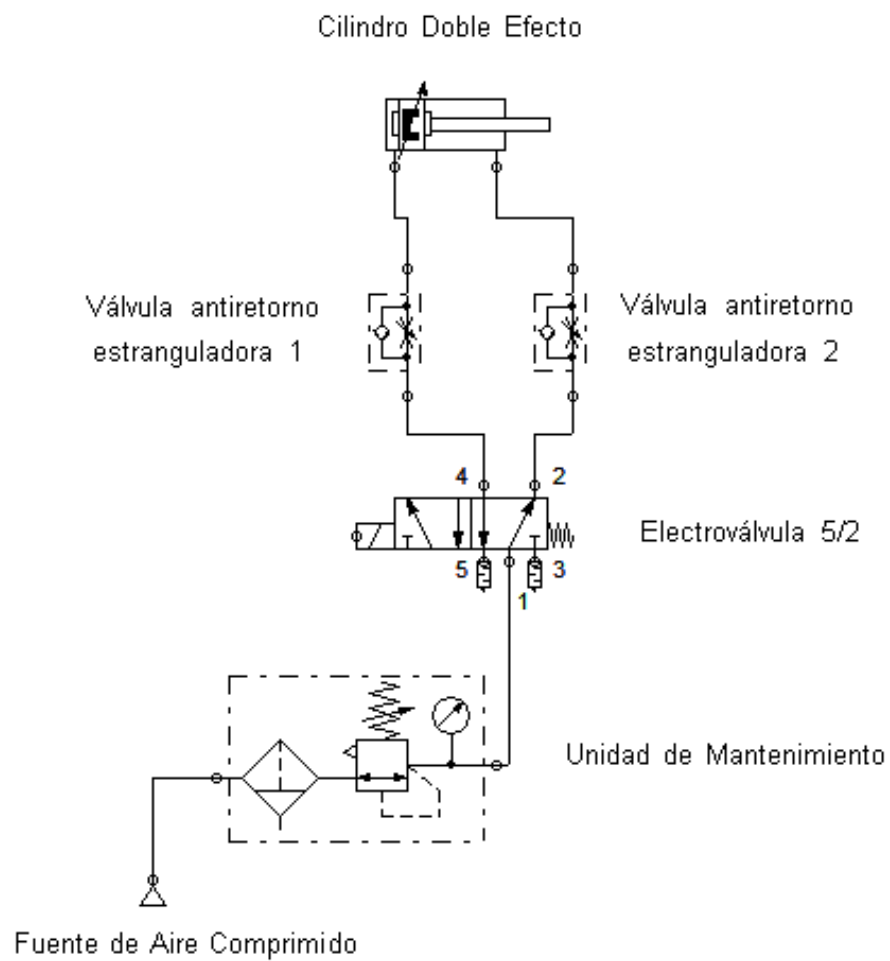 Cilindro Doble Efecto
Válvula antiretorno
estranguladora 1
Válvula antiretorno
estranguladora 2
4
2
Electroválvula 5/2
5
3
1
Unidad de Mantenimiento
Fuente de Aire Comprimido